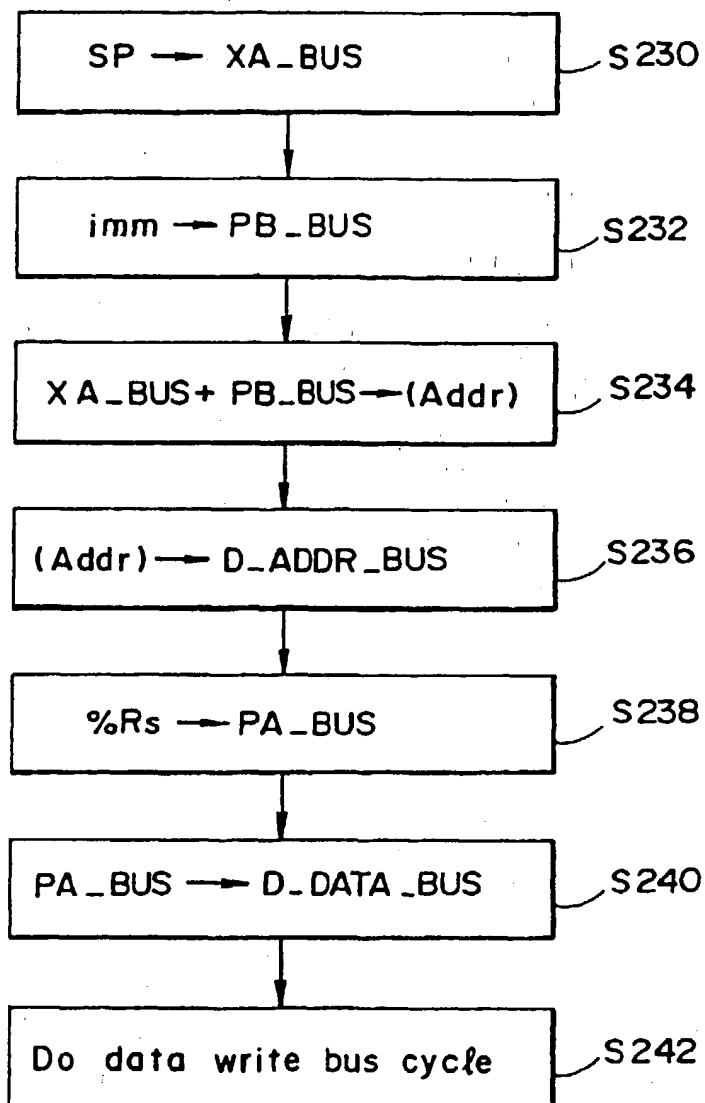 SP → XA_BUS S230
imm → PB_BUS S232
XA_BUS+ PB_BUS→(Addr) S234
(Addr) → D_ADDR_BUS S236
%Rs → PA_BUS S238
PA_BUS → D_DATA_BUS S240
Do data write bus cycle S242